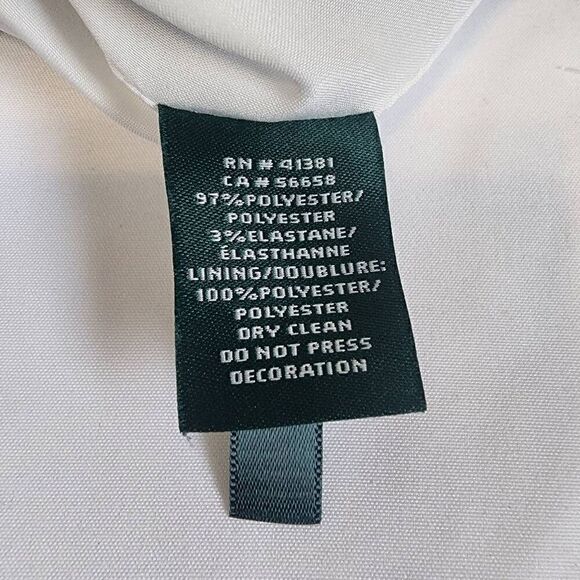 RN # 41381
CA # 56658
97%POLYESTER/
POLYESTER
3%ELASTANE/
ÉLASTHANNE
LINING/DOUBLURE:
100%POLYESTER/
POLYESTER
DRY CLEAN
DO NOT PRESS
DECORATION